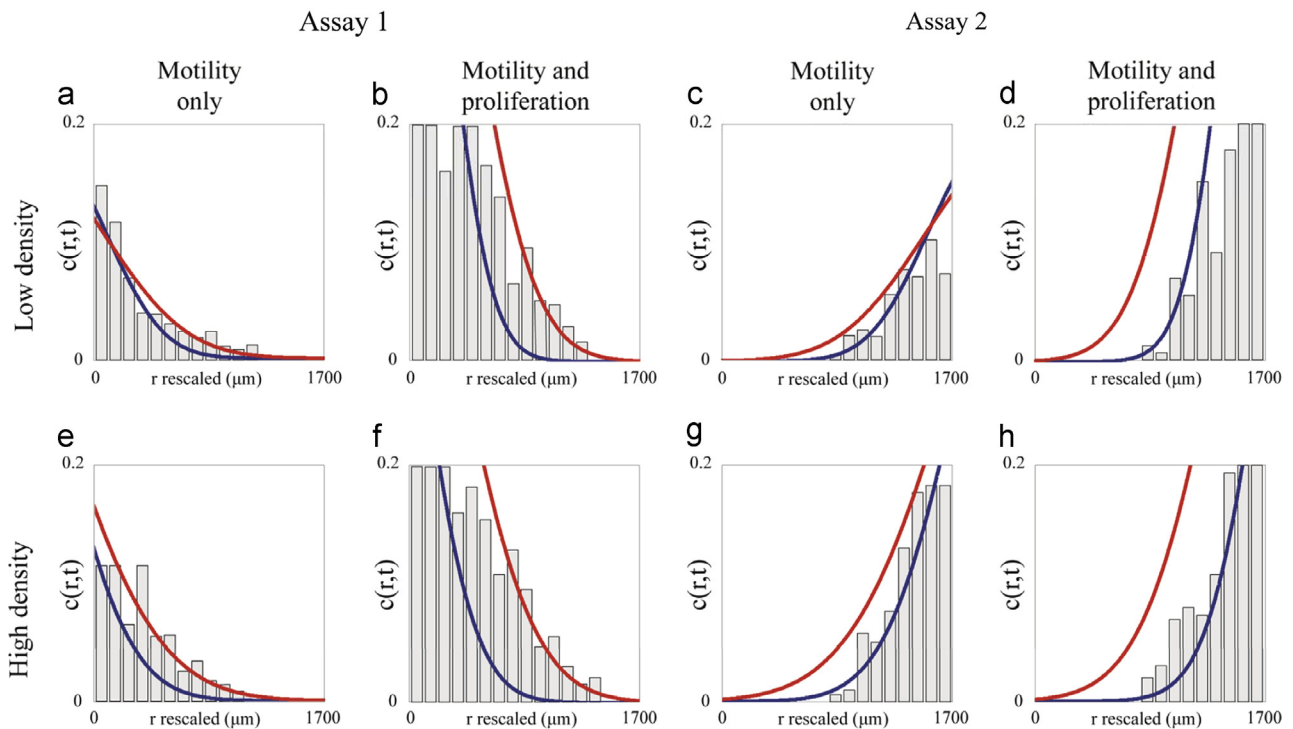 Assay 1
Assay 2
a
Motility
only
b
Motility and
proliferation
c
Motility
only
d
Motility and
proliferation
Low density
0.2
c(r,t)
0
0
r rescaled (μm)
1700
0.2
c(r,t)
0
0
r rescaled (μm)
1700
0.2
c(r,t)
0
0
r rescaled (μm)
1700
0.2
c(r,t)
0
0
r rescaled (μm)
1700
High density
e
0.2
c(r,t)
0
0
r rescaled (μm)
1700
f
0.2
c(r,t)
0
0
r rescaled (μm)
1700
g
0.2
c(r,t)
0
0
r rescaled (μm)
1700
h
0.2
c(r,t)
0
0
r rescaled (μm)
1700